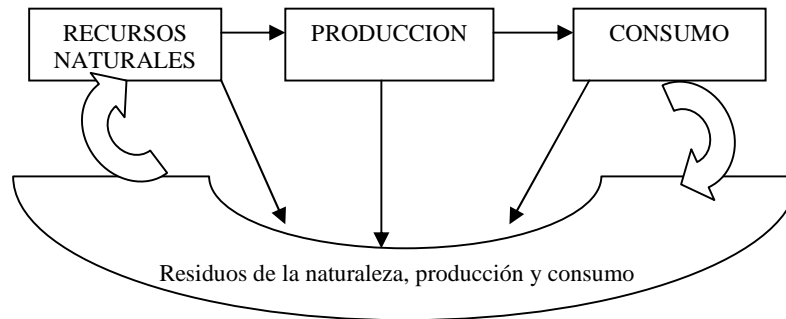 RECURSOS
NATURALES
PRODUCCION
CONSUMO
Residuos de la naturaleza, producción y consumo